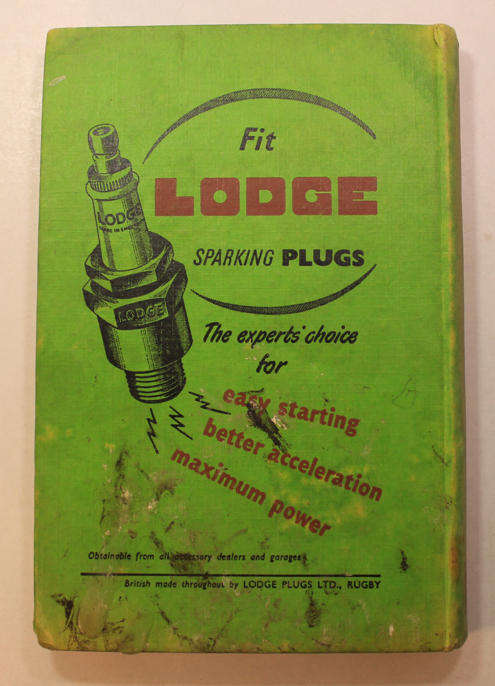 Fit
LODGE
SPARKING PLUGS
LODGE
MADE IN ENGLAND
LODGE
The experts' choice
for
easy starting
better acceleration
maximum power
Obtainable from all accessory dealers and garages
British made throughout by LODGE PLUGS LTD., RUGBY